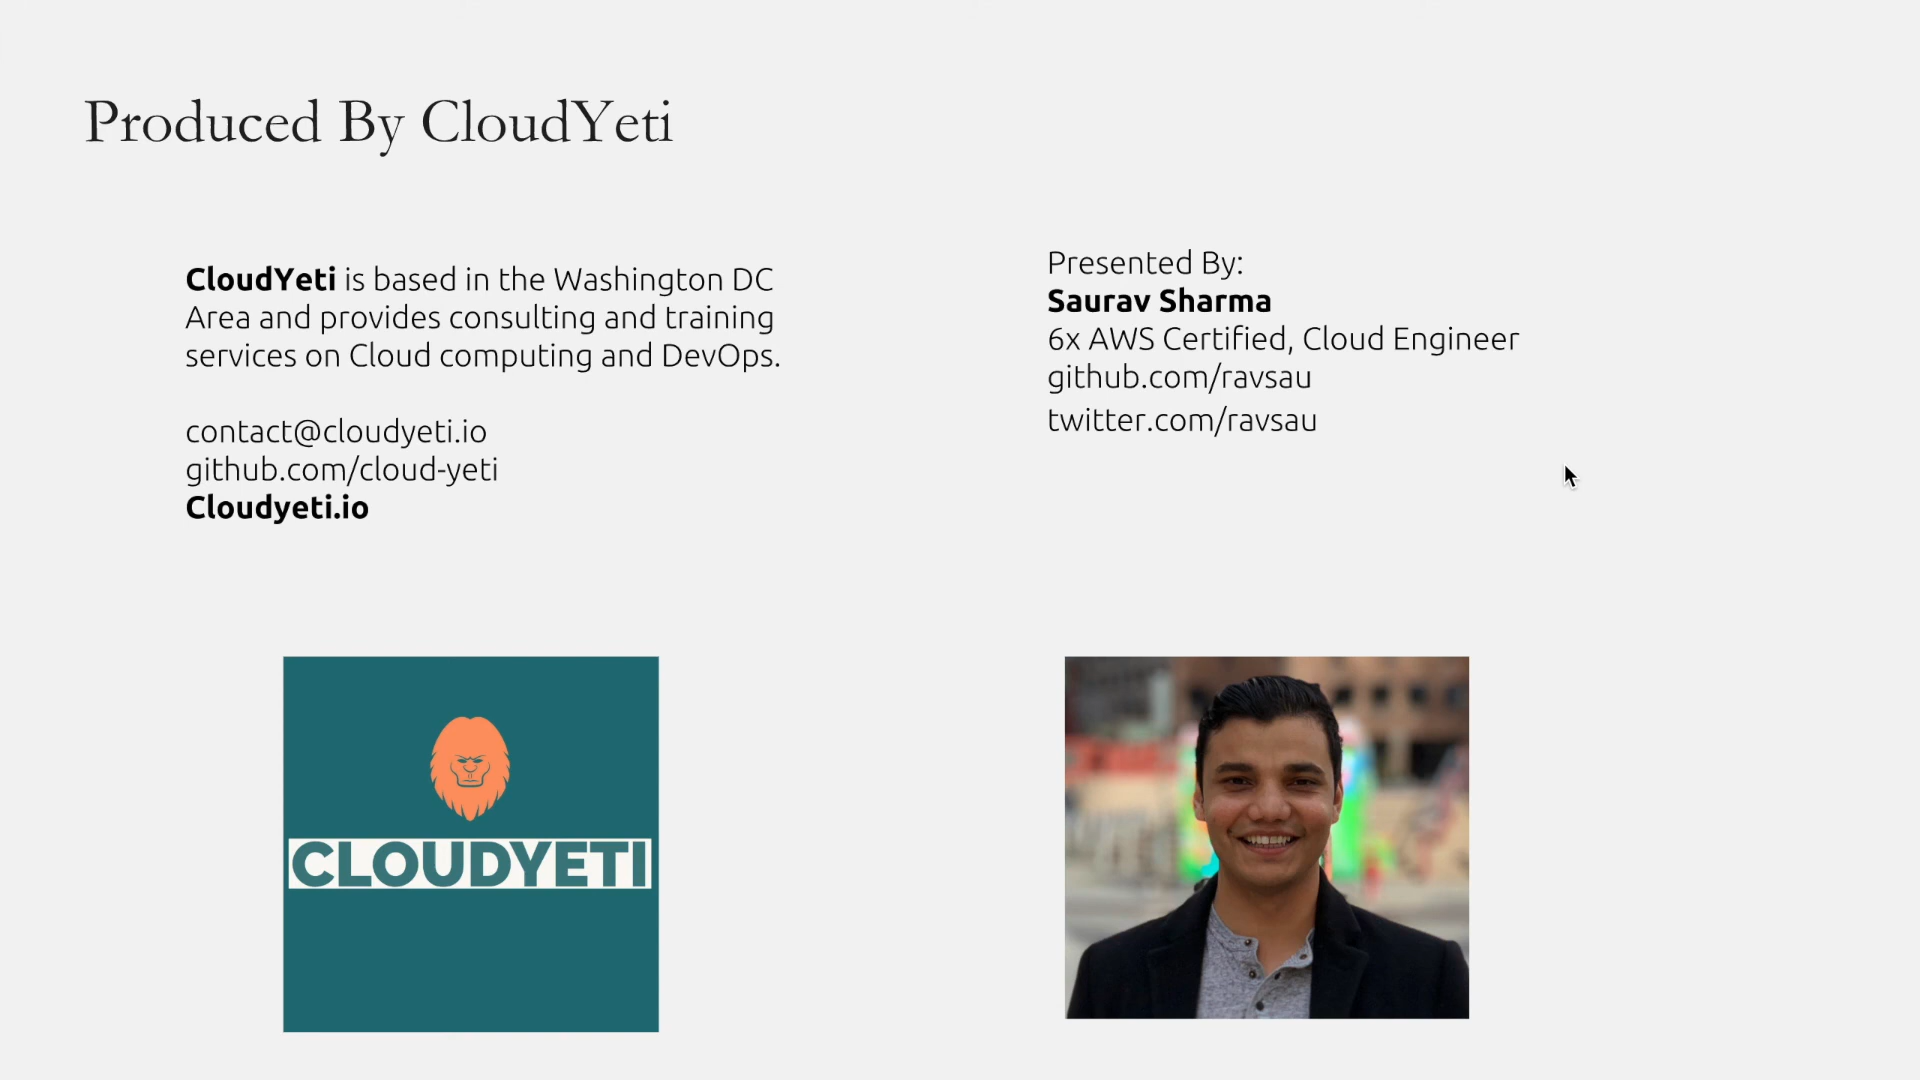 Produced By CloudYeti
CloudYeti is based in the Washington DC
Area and provides consulting and training
services on Cloud computing and DevOps.
contact@cloudyeti.io
github.com/cloud-yeti
Cloudyeti.io
Presented By:
Saurav Sharma
6x AWS Certified, Cloud Engineer
github.com/ravsau
twitter.com/ravsau
CLOUDYETI